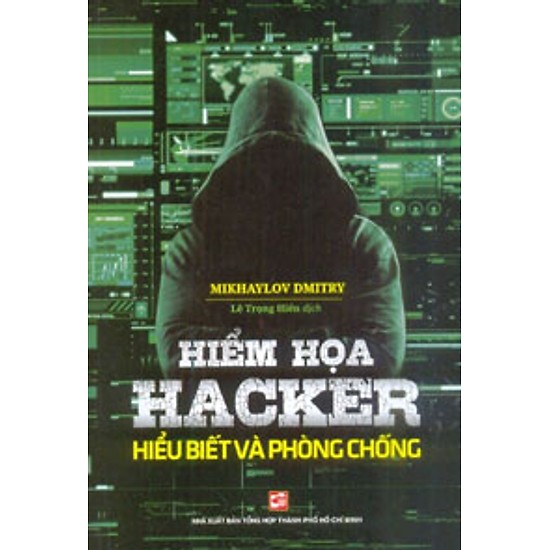 MIKHAYLOV DMITRY
Lê Trọng Hiển dịch
HIỂM HỌA
HACKER
HIỂU BIẾT VÀ PHÒNG CHỐNG
NHÀ XUẤT BẢN TỔNG HỢP THÀNH PHỐ HỒ CHÍ MINH